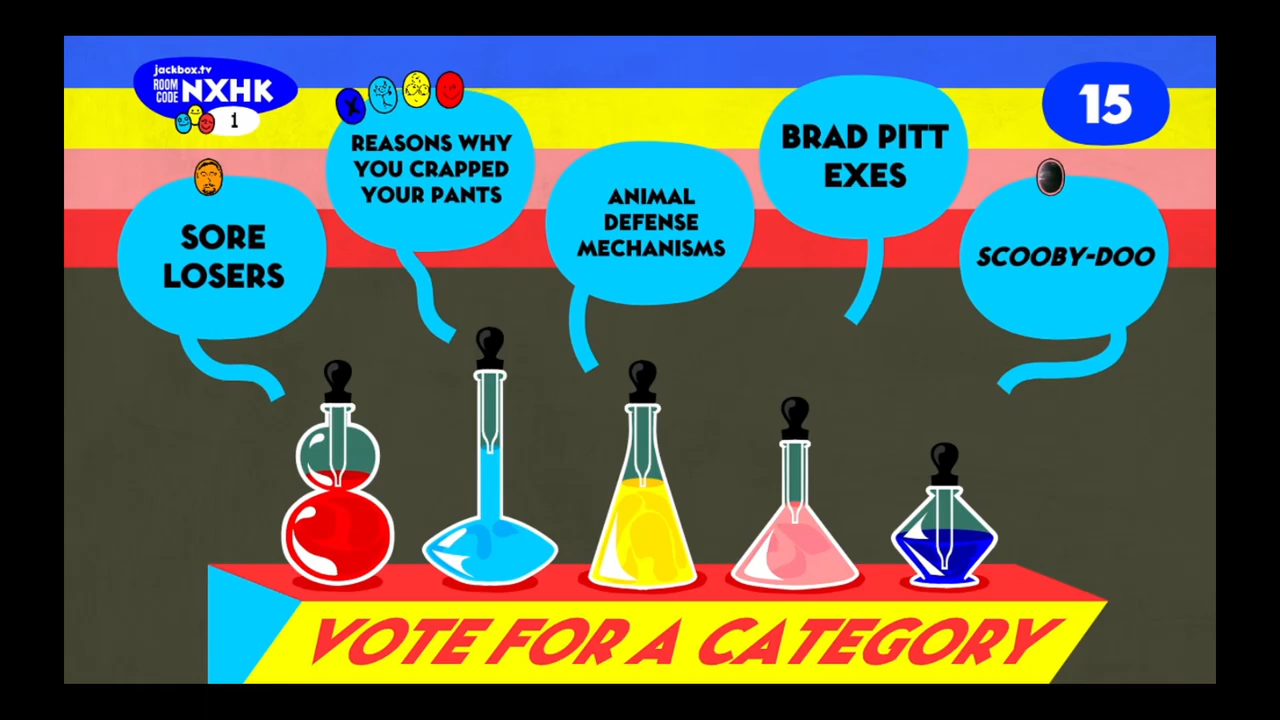 jackbox.tv
ROOM CODE NXHK
1
15
SORE
LOSERS
REASONS WHY
YOU CRAPPED
YOUR PANTS
ANIMAL
DEFENSE
MECHANISMS
BRAD PITT
EXES
SCOOBY-DOO
VOTE FOR A CATEGORY